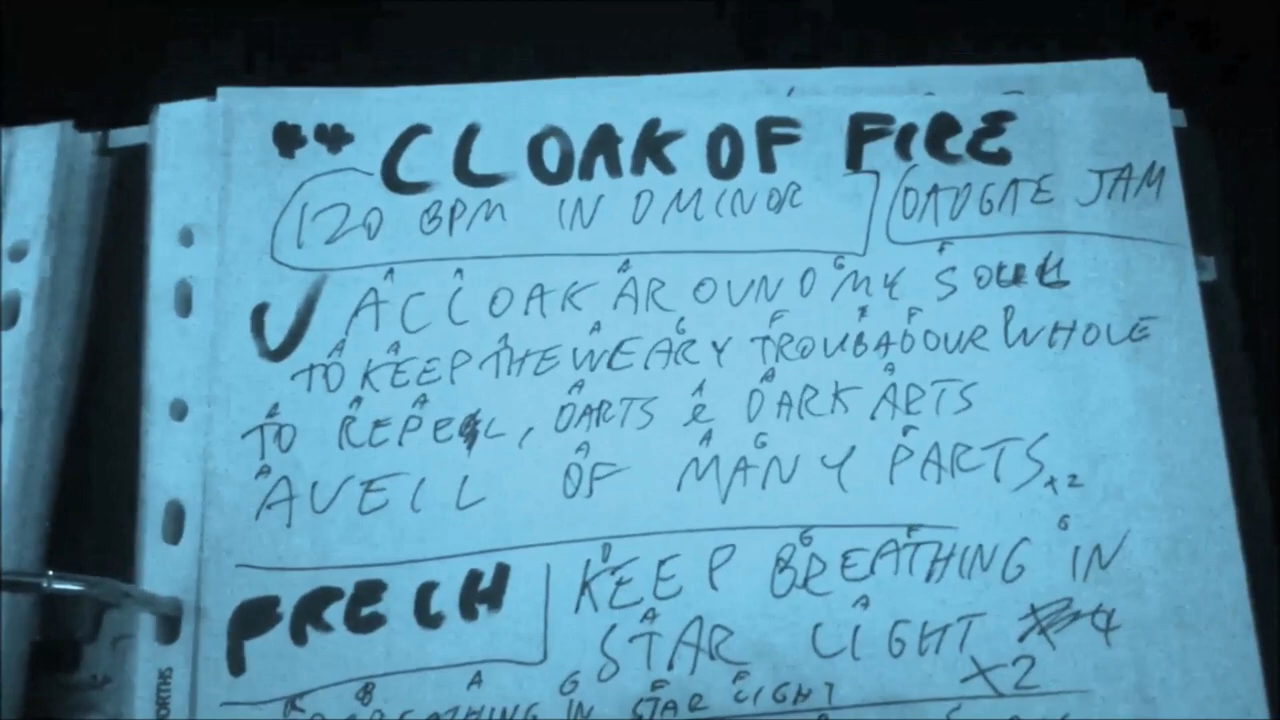 ** CLOAK OF FIRE
120 BPM IN D MINOR
JAM
V A CLOAK AROUND MY SOUL
TO KEEP THE WEARY TROUBADOUR WHOLE
TO REPEL, DARTS & DARK ARTS
A VEIL OF MANY PARTS x2
PRECH KEEP BREATHING IN
STAR LIGHT X2
BREATHING IN STAR LIGHT
ORTHS